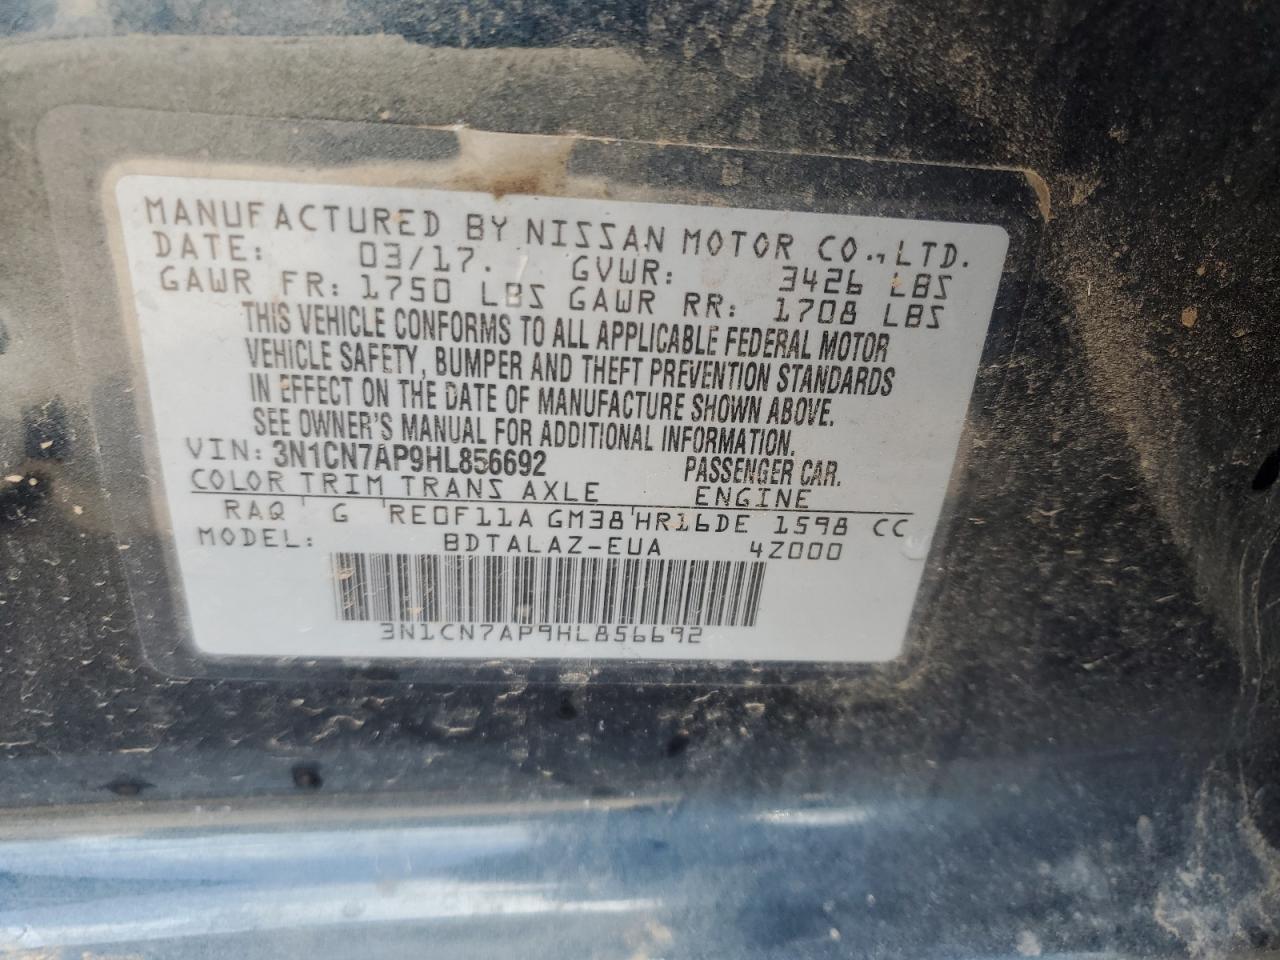 MANUFACTURED BY NISSAN MOTOR CO.,LTD.
DATE: 03/17. GVWR: 3426 LBS
GAWR FR: 1750 LBS GAWR RR: 1708 LBS
THIS VEHICLE CONFORMS TO ALL APPLICABLE FEDERAL MOTOR
VEHICLE SAFETY, BUMPER AND THEFT PREVENTION STANDARDS
IN EFFECT ON THE DATE OF MANUFACTURE SHOWN ABOVE.
SEE OWNER'S MANUAL FOR ADDITIONAL INFORMATION.
VIN: 3N1CN7AP9HL856692 PASSENGER CAR.
COLOR TRIM TRANS AXLE ENGINE
RAQ G RE0F11A GM38 HR16DE 1598 CC
MODEL: BDTALAZ-EUA 4Z000
3N1CN7AP9HL856692